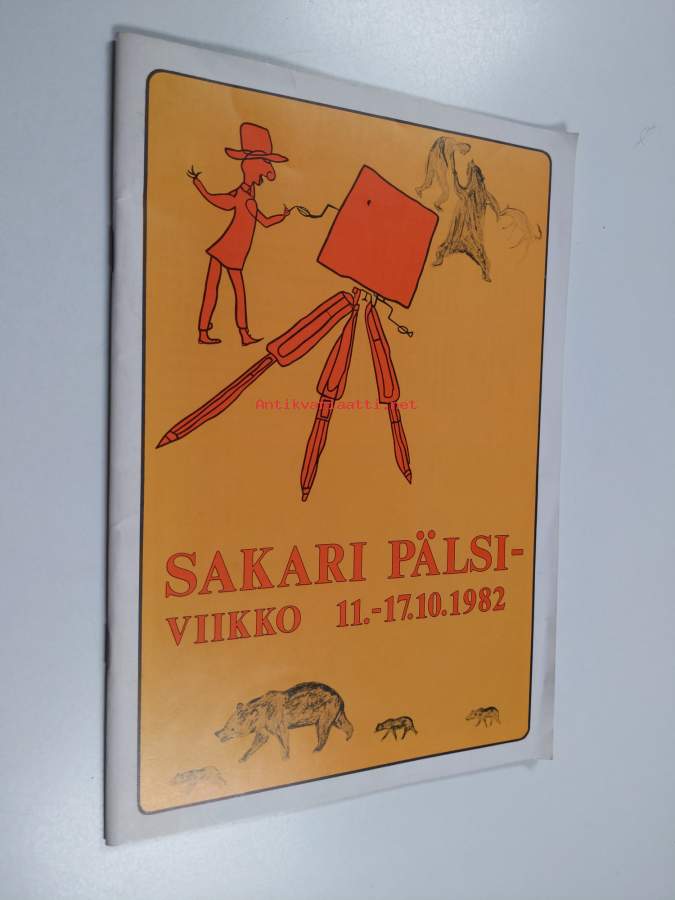 Antikvariaatti.net
SAKARI PÄLSI-
VIIKKO 11.-17.10.1982